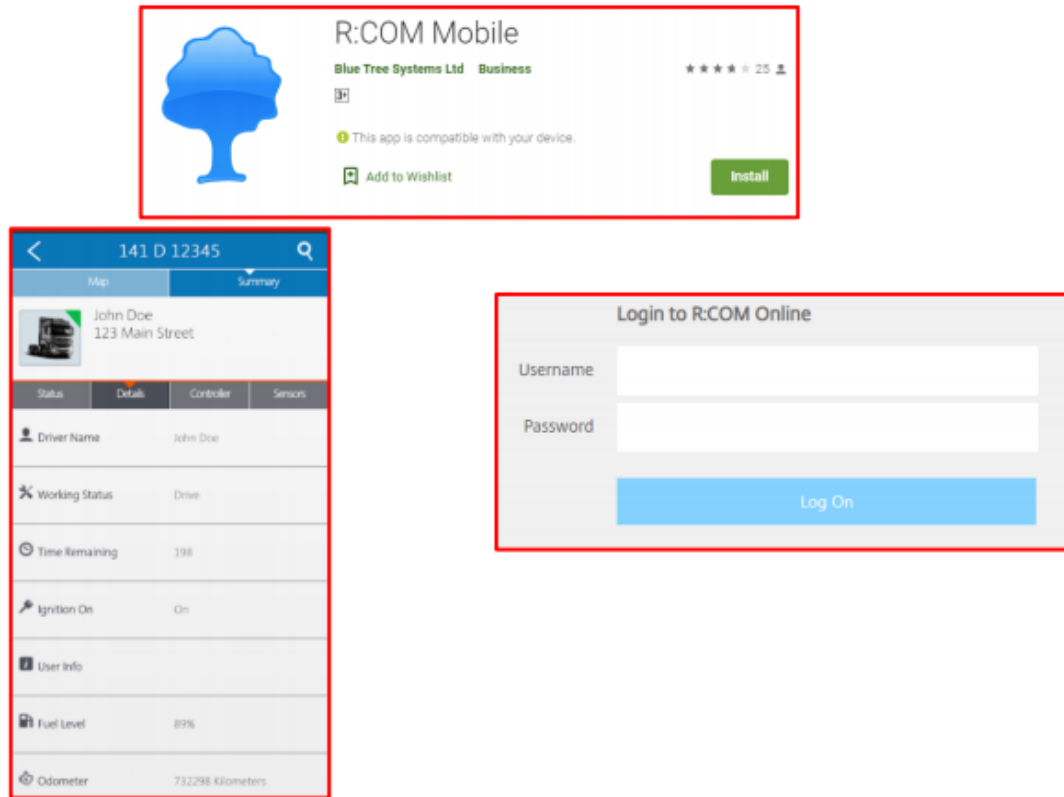 R:COM Mobile
Blue Tree Systems Ltd Business
25
3+
This app is compatible with your device.
Add to Wishlist
Install
141 D 12345
Map Summary
John Doe
123 Main Street
Status Details Controller Sensors
Driver Name John Doe
Working Status Drive
Time Remaining 198
Ignition On On
User Info
Fuel Level 89%
Odometer 732298 Kilometers
Login to R:COM Online
Username
Password
Log On